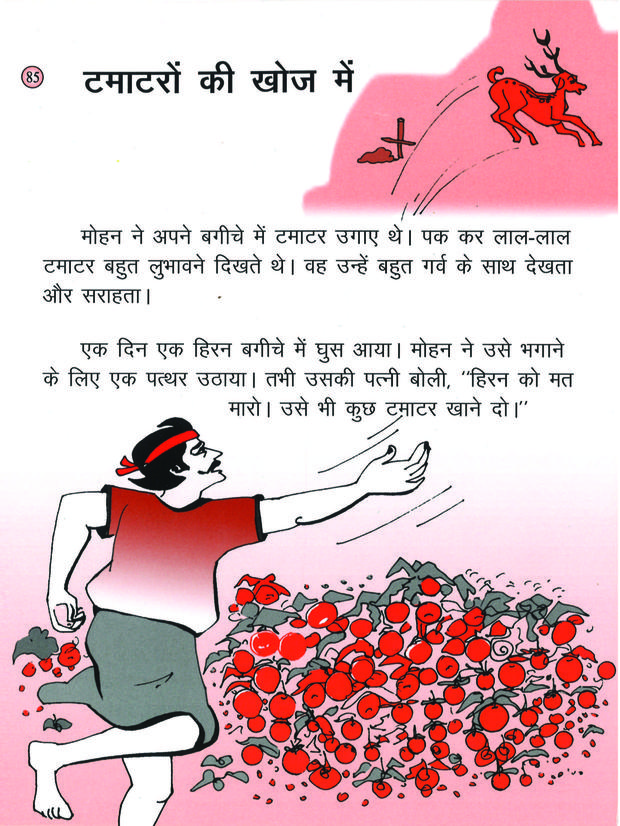 85
टमाटरों की खोज में
मोहन ने अपने बगीचे में टमाटर उगाए थे। पक कर लाल-लाल
टमाटर बहुत लुभावने दिखते थे। वह उन्हें बहुत गर्व के साथ देखता
और सराहता।
एक दिन एक हिरन बगीचे में घुस आया। मोहन ने उसे भगाने
के लिए एक पत्थर उठाया। तभी उसकी पत्नी बोली, “हिरन को मत
मारो। उसे भी कुछ टमाटर खाने दो।”